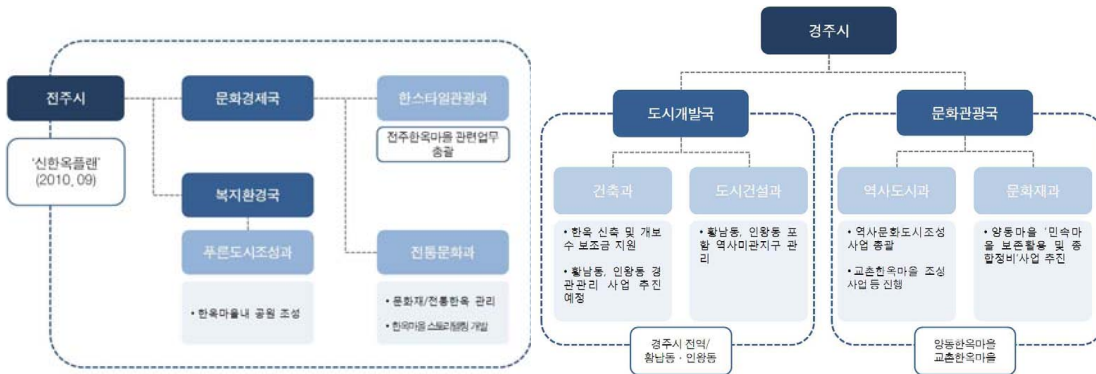 전주시
'신한옥플랜'
(2010. 09)
문화경제국
한스타일관광과
전주한옥마을 관련업무
총괄
복지환경국
푸른도시조성과
• 한옥마을내 공원 조성
전통문화과
• 문화재/전통한옥 관리
• 한옥마을 스토리텔링 개발
경주시
도시개발국
건축과
• 한옥 신축 및 개보
수 보조금 지원
• 황남동, 인왕동 경
관관리 사업 추진
예정
도시건설과
• 황남동, 인왕동 포
함 역사미관지구 관
리
경주시 전역/
황남동 · 인왕동
문화관광국
역사도시과
• 역사문화도시조성
사업 총괄
• 교촌한옥마을 조성
사업 등 진행
문화재과
• 양동마을 '민속마
을 보존활용 및 종
합정비'사업 추진
양동한옥마을
교촌한옥마을